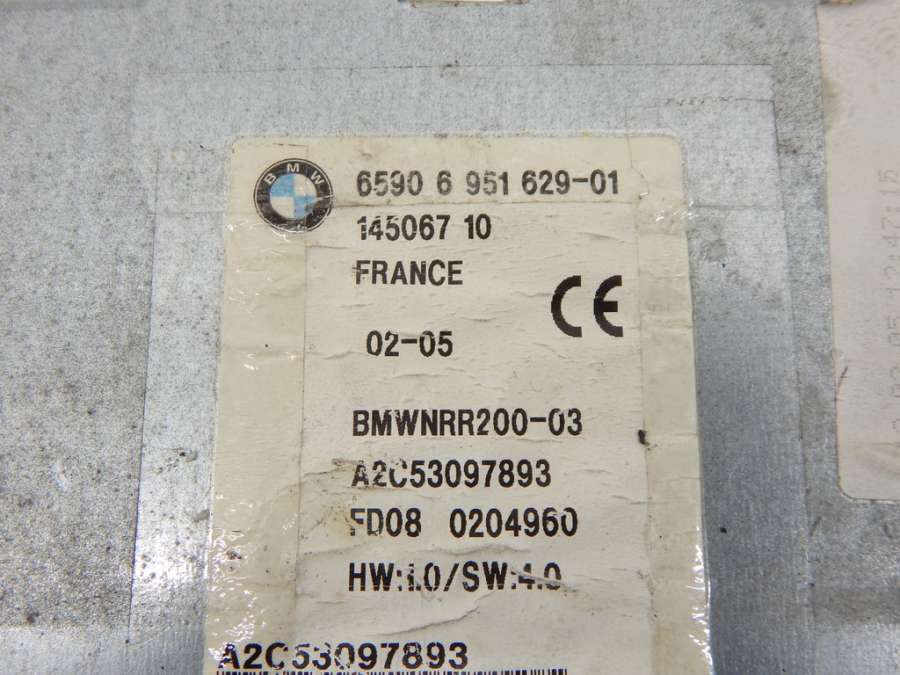 BMW
6590 6 951 629-01
145067 10
FRANCE
CE
02-05
BMWNRR200-03
A2C53097893
FD08 0204960
HW:1.0/SW:4.0
A2C53097893